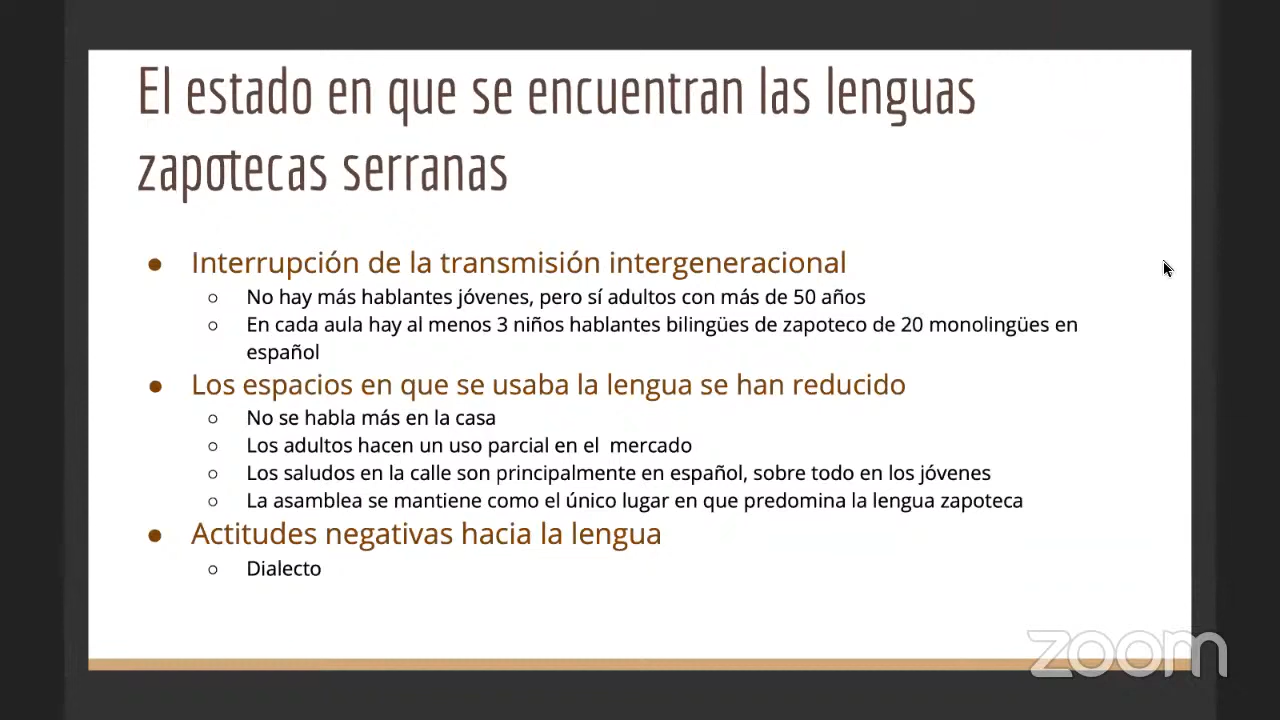 El estado en que se encuentran las lenguas
zapotecas serranas
● Interrupción de la transmisión intergeneracional
○ No hay más hablantes jóvenes, pero sí adultos con más de 50 años
○ En cada aula hay al menos 3 niños hablantes bilingües de zapoteco de 20 monolingües en
español
● Los espacios en que se usaba la lengua se han reducido
○ No se habla más en la casa
○ Los adultos hacen un uso parcial en el mercado
○ Los saludos en la calle son principalmente en español, sobre todo en los jóvenes
○ La asamblea se mantiene como el único lugar en que predomina la lengua zapoteca
● Actitudes negativas hacia la lengua
○ Dialecto
zoom